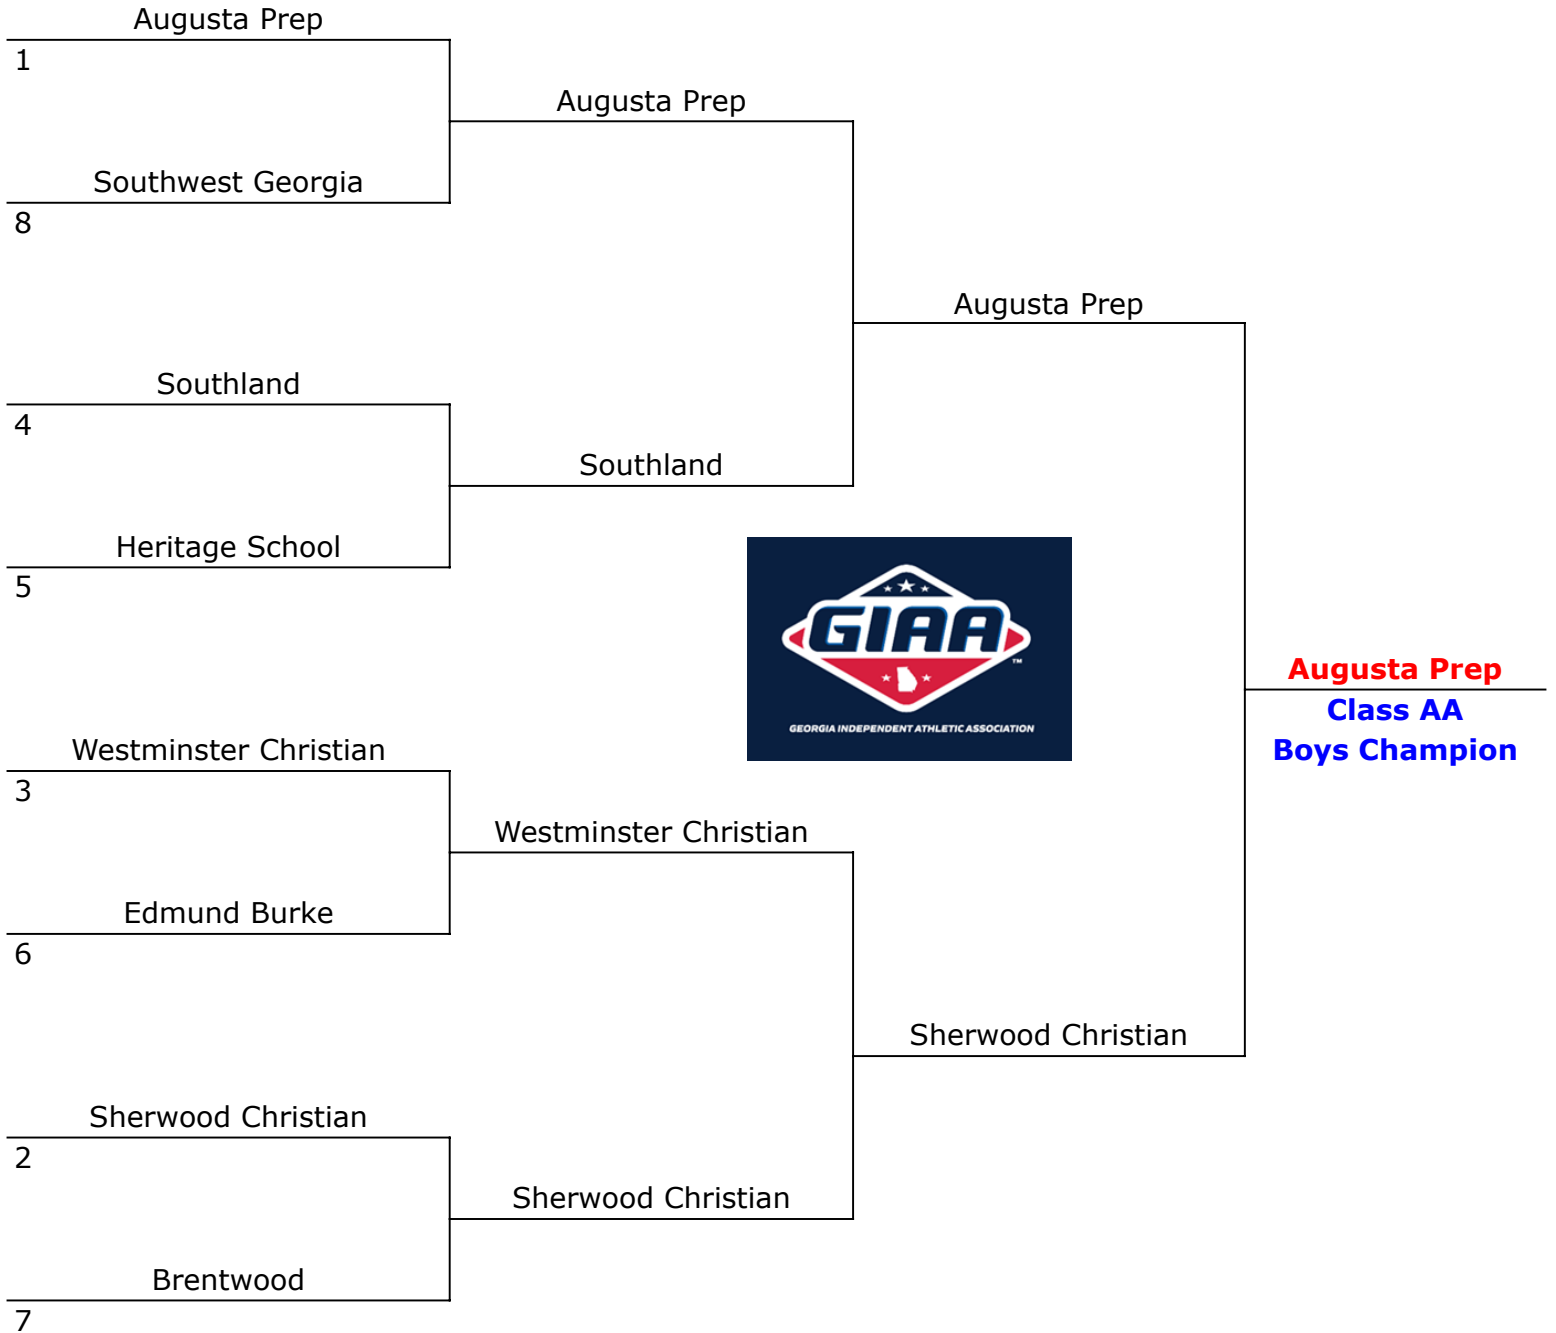 Augusta Prep
1
Augusta Prep
Southwest Georgia
8
Augusta Prep
Southland
4
Southland
Heritage School
5
GIAA
TM
GEORGIA INDEPENDENT ATHLETIC ASSOCIATION
Augusta Prep
Class AA
Boys Champion
Westminster Christian
3
Westminster Christian
Edmund Burke
6
Sherwood Christian
Sherwood Christian
2
Sherwood Christian
Brentwood
7